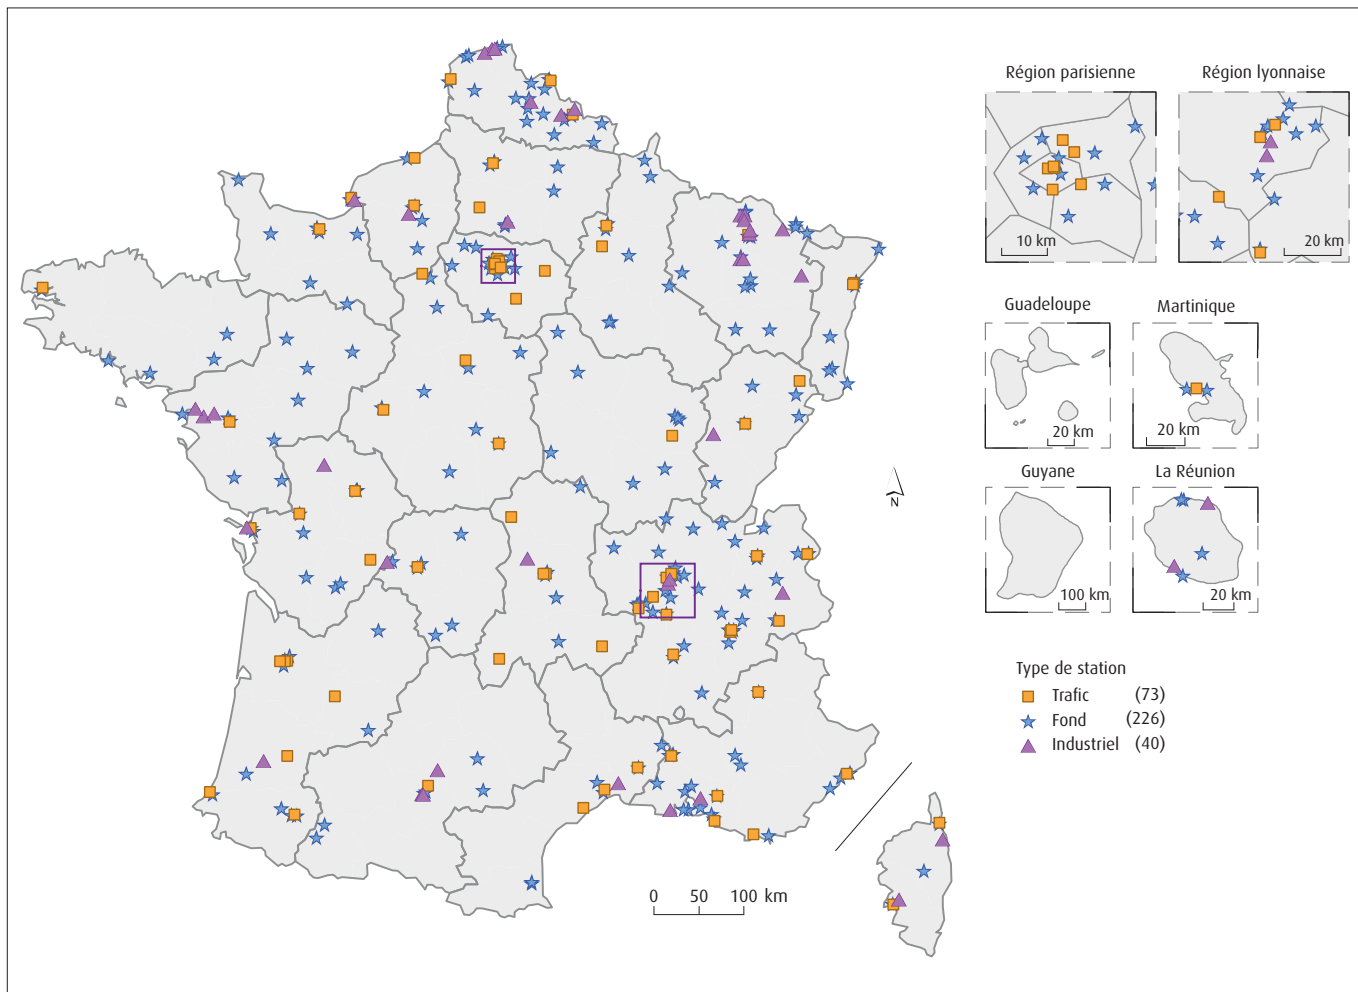 Région parisienne
Région lyonnaise
10 km
20 km
Guadeloupe
Martinique
20 km
20 km
Guyane
La Réunion
100 km
20 km
N
Type de station
Trafic (73)
Fond (226)
Industriel (40)
0 50 100 km